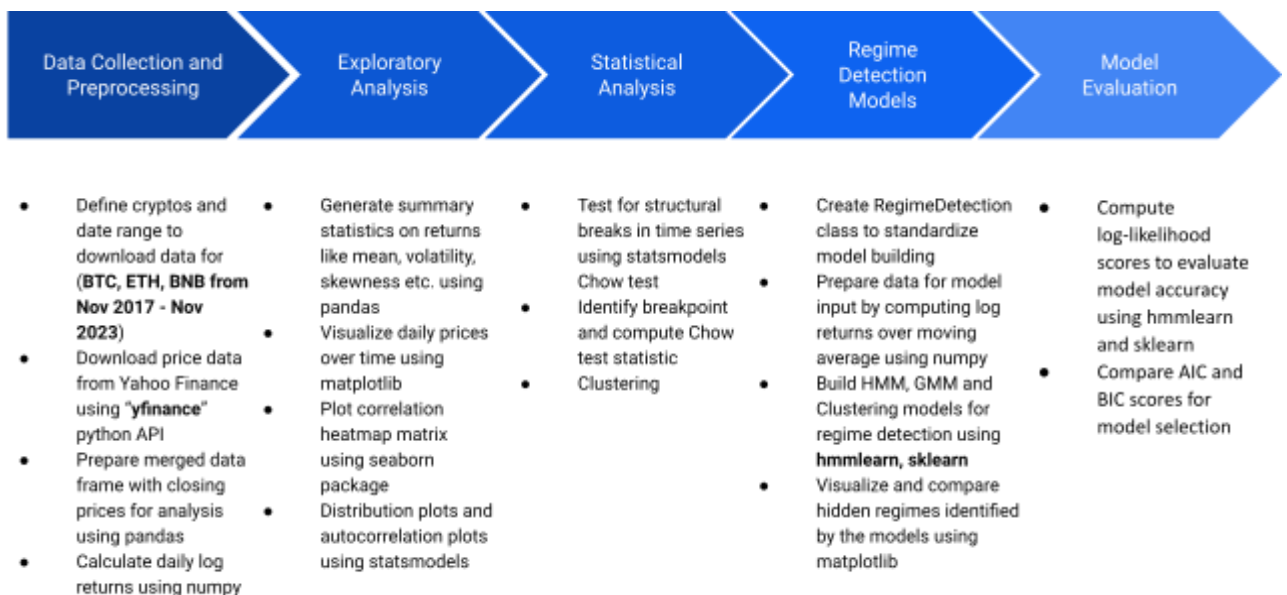 Data Collection and
Preprocessing
Exploratory
Analysis
Statistical
Analysis
Regime
Detection
Models
Model
Evaluation
● Define cryptos and
date range to
download data for
(BTC, ETH, BNB from
Nov 2017 - Nov
2023)
● Download price data
from Yahoo Finance
using “yfinance”
python API
● Prepare merged data
frame with closing
prices for analysis
using pandas
● Calculate daily log
returns using numpy
● Generate summary
statistics on returns
like mean, volatility,
skewness etc. using
pandas
● Visualize daily prices
over time using
matplotlib
● Plot correlation
heatmap matrix
using seaborn
package
● Distribution plots and
autocorrelation plots
using statsmodels
● Test for structural
breaks in time series
using statsmodels
Chow test
● Identify breakpoint
and compute Chow
test statistic
● Clustering
● Create RegimeDetection
class to standardize
model building
● Prepare data for model
input by computing log
returns over moving
average using numpy
● Build HMM, GMM and
Clustering models for
regime detection using
hmmlearn, sklearn
● Visualize and compare
hidden regimes identified
by the models using
matplotlib
● Compute
log-likelihood
scores to evaluate
model accuracy
using hmmlearn
and sklearn
● Compare AIC and
BIC scores for
model selection